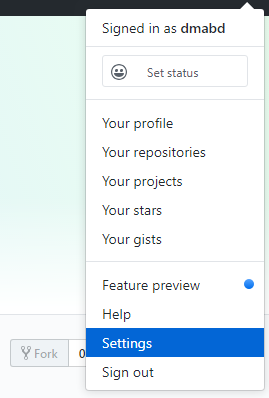 Signed in as dmabd
Set status
Your profile
Your repositories
Your projects
Your stars
Your gists
Feature preview
Help
Fork
Settings
Sign out